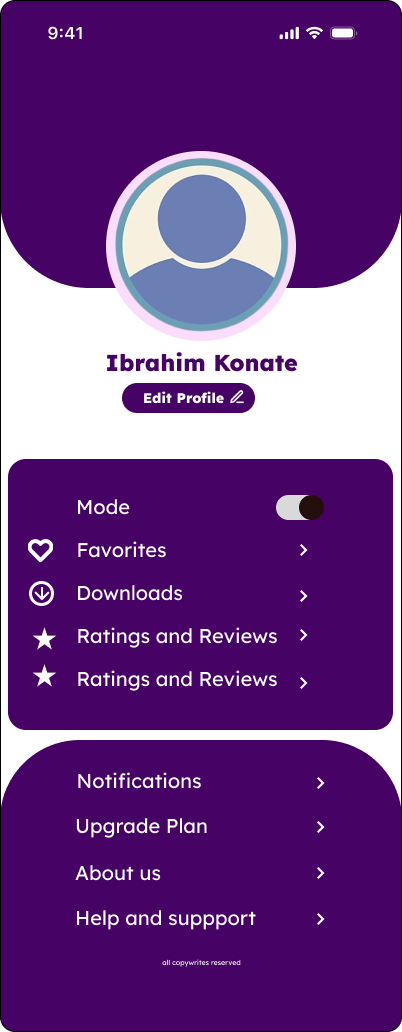 9:41
Ibrahim Konate
Edit Profile
Mode
Favorites
Downloads
Ratings and Reviews
Ratings and Reviews
Notifications
Upgrade Plan
About us
Help and suppport
all copywrites reserved